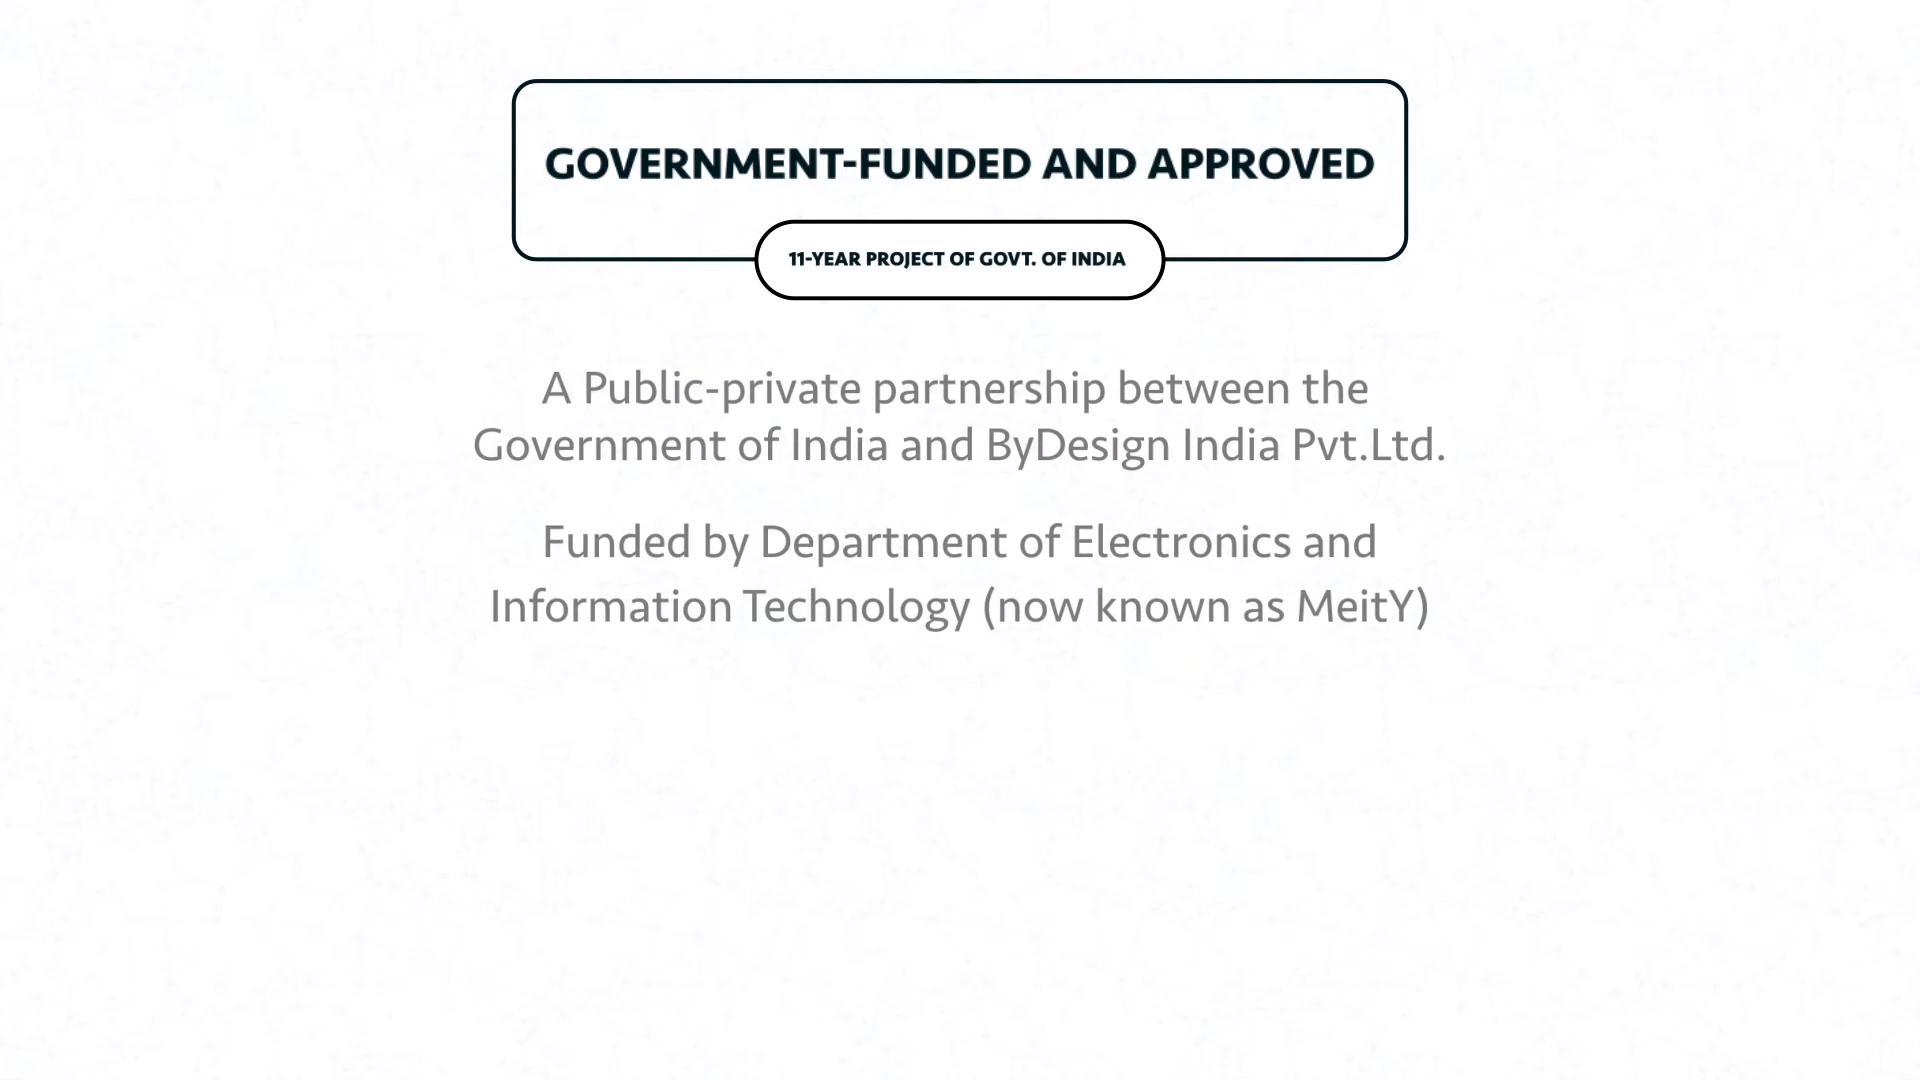 GOVERNMENT-FUNDED AND APPROVED
11-YEAR PROJECT OF GOVT. OF INDIA
A Public-private partnership between the
Government of India and ByDesign India Pvt.Ltd.
Funded by Department of Electronics and
Information Technology (now known as MeitY)